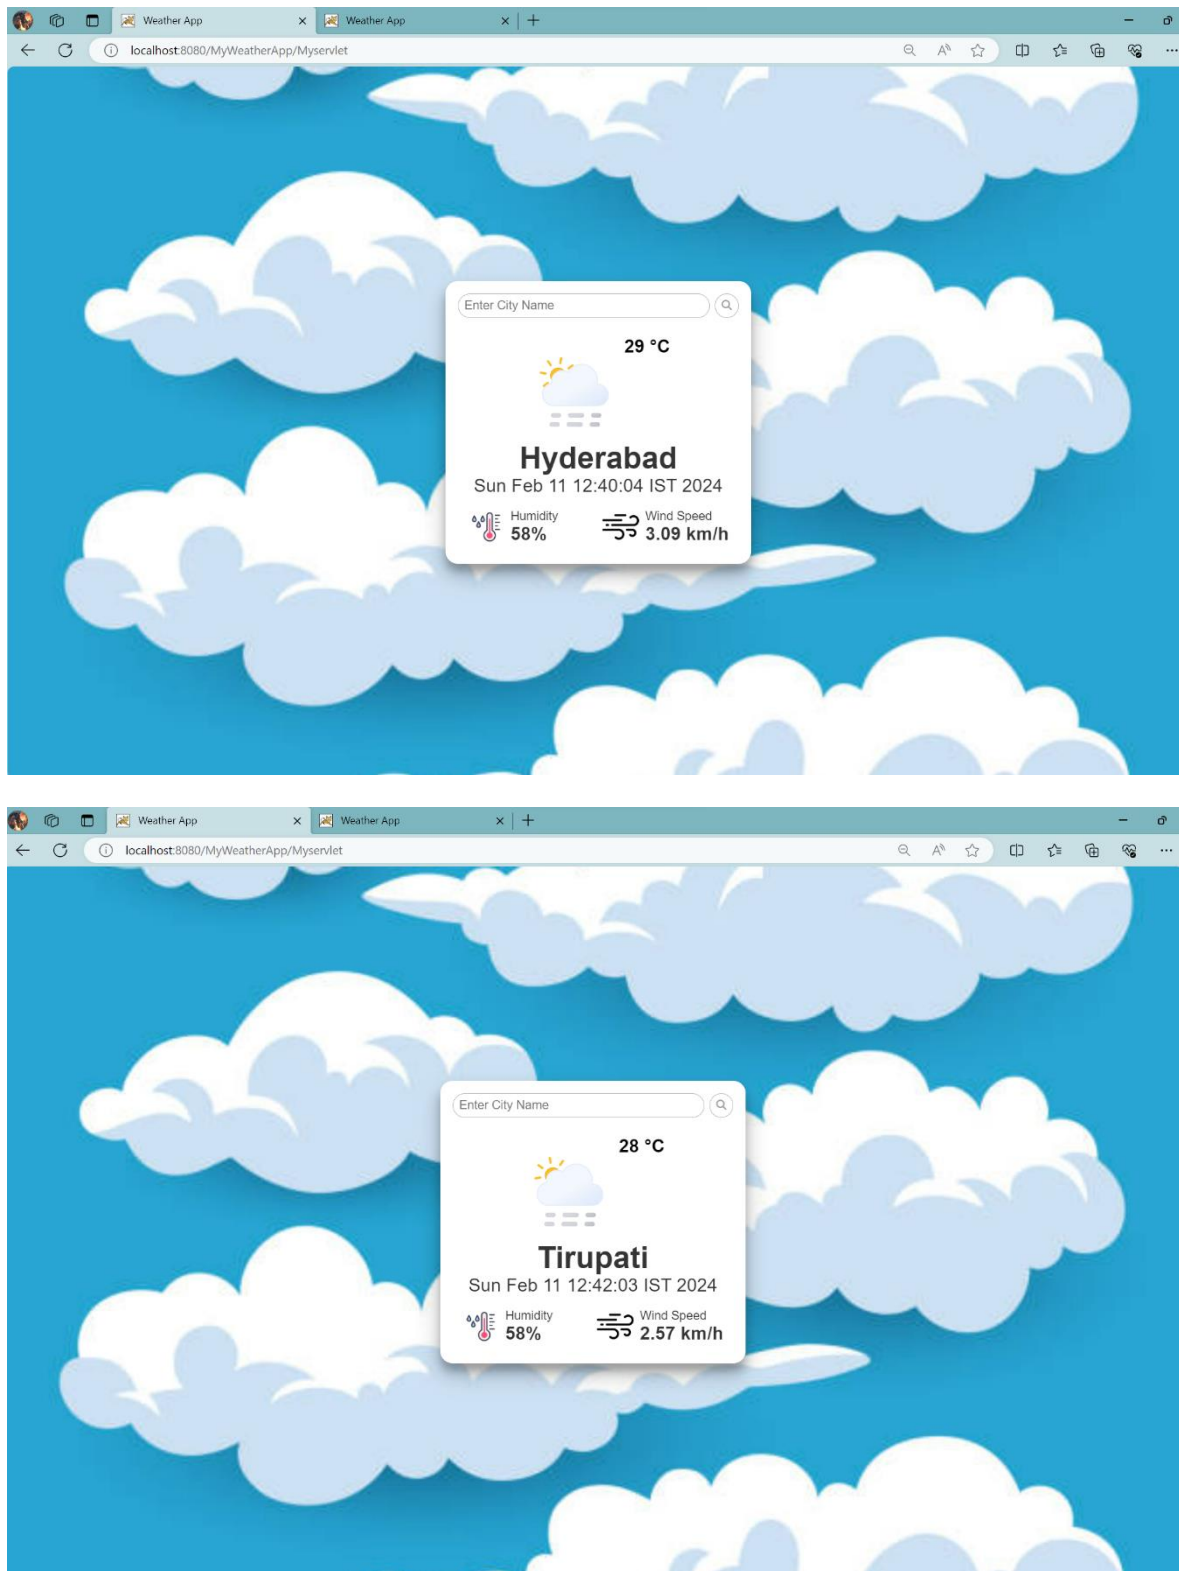 Weather App
Weather App
localhost:8080/MyWeatherApp/Myservlet
Enter City Name
29 °C
Hyderabad
Sun Feb 11 12:40:04 IST 2024
Humidity Wind Speed
58% 3.09 km/h
Weather App
Weather App
localhost:8080/MyWeatherApp/Myservlet
Enter City Name
28 °C
Tirupati
Sun Feb 11 12:42:03 IST 2024
Humidity Wind Speed
58% 2.57 km/h